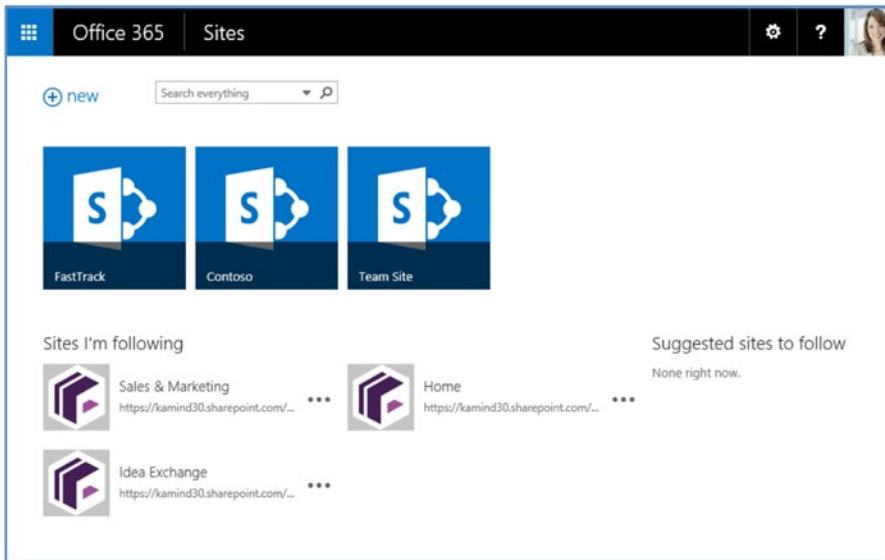 Office 365 Sites
?
new
Search everything
S S S
FastTrack Contoso Team Site
Sites I'm following
Suggested sites to follow
Sales & Marketing
https://kamind30.sharepoint.com/...
Home
https://kamind30.sharepoint.com/...
None right now.
Idea Exchange
https://kamind30.sharepoint.com/...